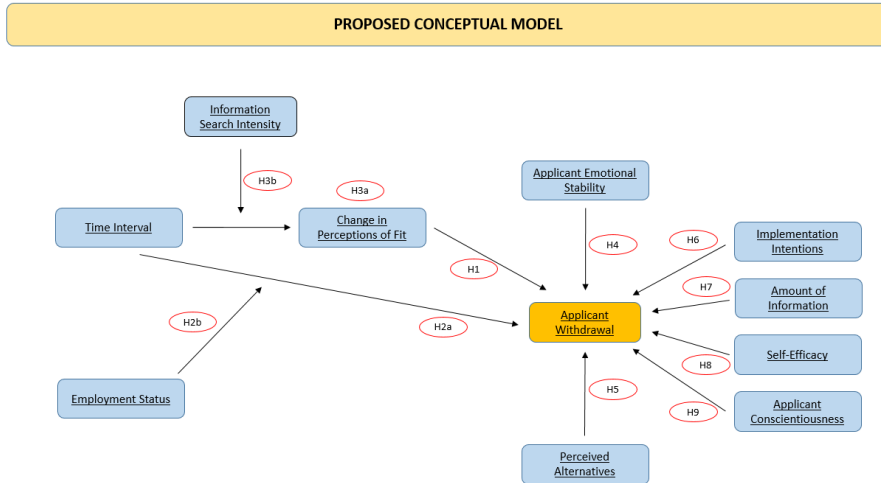 PROPOSED CONCEPTUAL MODEL
Information
Search Intensity
H3b
H3a
Applicant Emotional
Stability
Time Interval
Change in
Perceptions of Fit
H4
H6
Implementation
Intentions
H1
H7
Amount of
Information
H2b
H2a
Applicant
Withdrawal
H8
Self-Efficacy
Employment Status
H5
H9
Applicant
Conscientiousness
Perceived
Alternatives